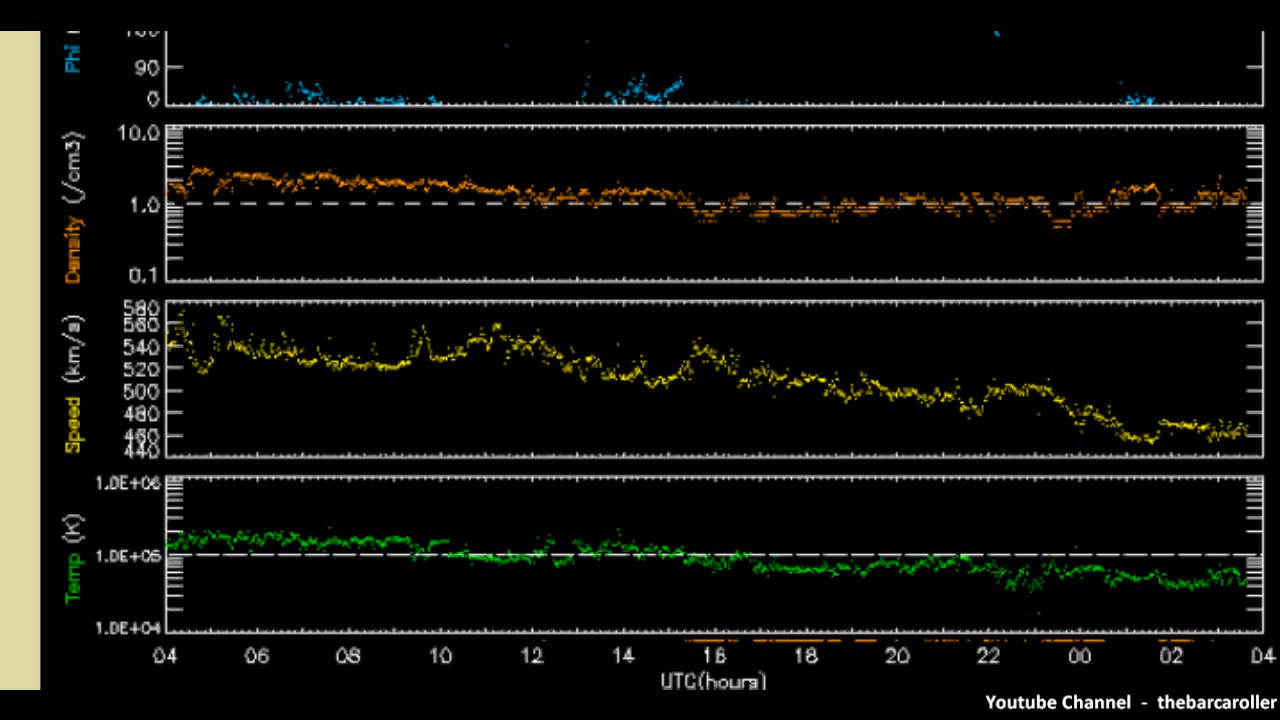 Phi
90
0
Density (/cm3)
10.0
1.0
0.1
Speed (km/s)
580
560
540
520
500
480
460
440
Temp (K)
1.0E+06
1.0E+05
1.0E+04
04 06 08 10 12 14 16 18 20 22 00 02 04
UTC(hours)
Youtube Channel - thebarcaroller